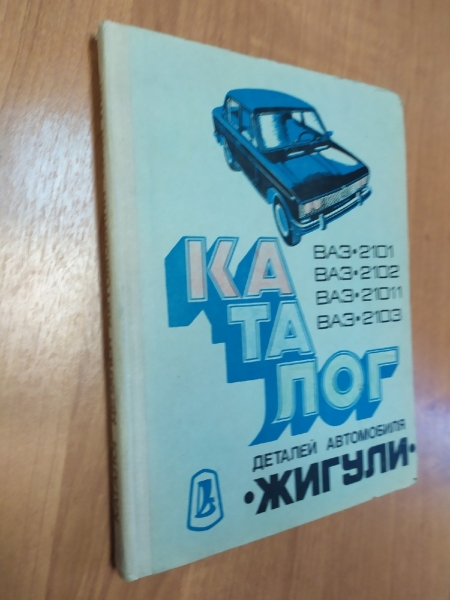 ВАЗ•2101
ВАЗ•2102
ВАЗ•21011
ВАЗ•2103
КА
ТА
ЛОГ
ДЕТАЛЕЙ АВТОМОБИЛЯ
•ЖИГУЛИ•